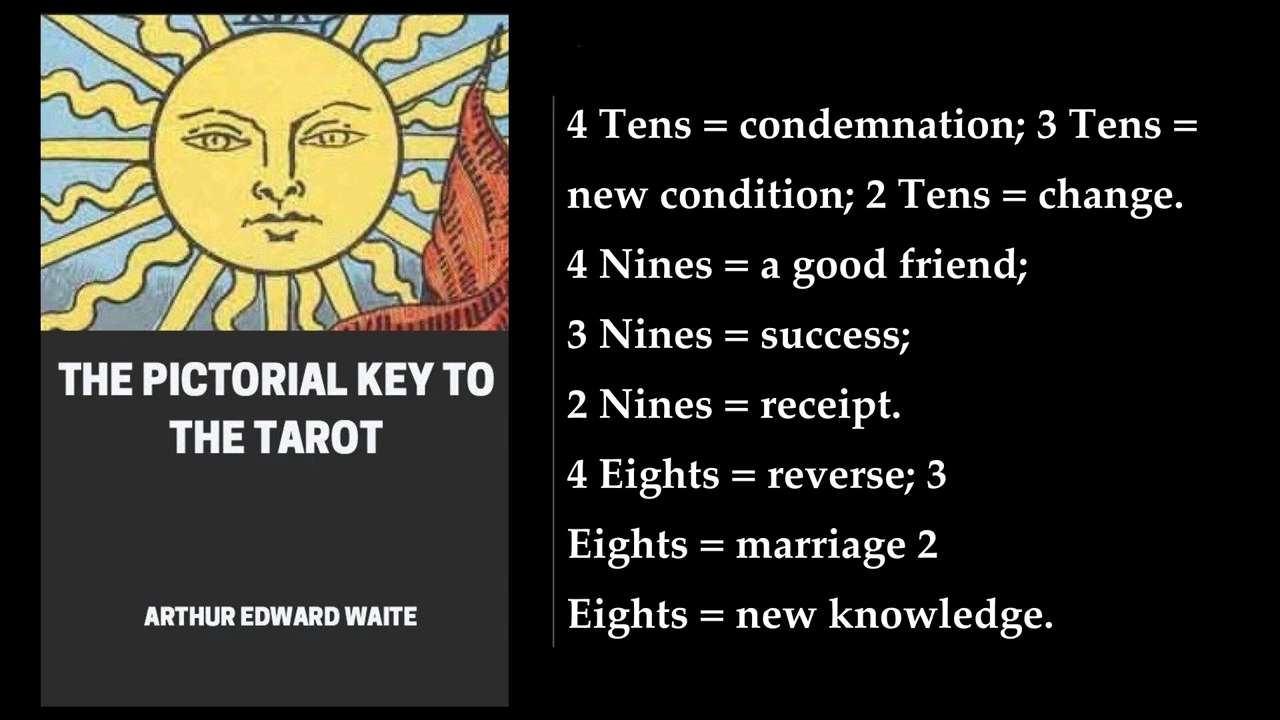 XIX
THE PICTORIAL KEY TO
THE TAROT
ARTHUR EDWARD WAITE
4 Tens = condemnation; 3 Tens =
new condition; 2 Tens = change.
4 Nines = a good friend;
3 Nines = success;
2 Nines = receipt.
4 Eights = reverse; 3
Eights = marriage 2
Eights = new knowledge.